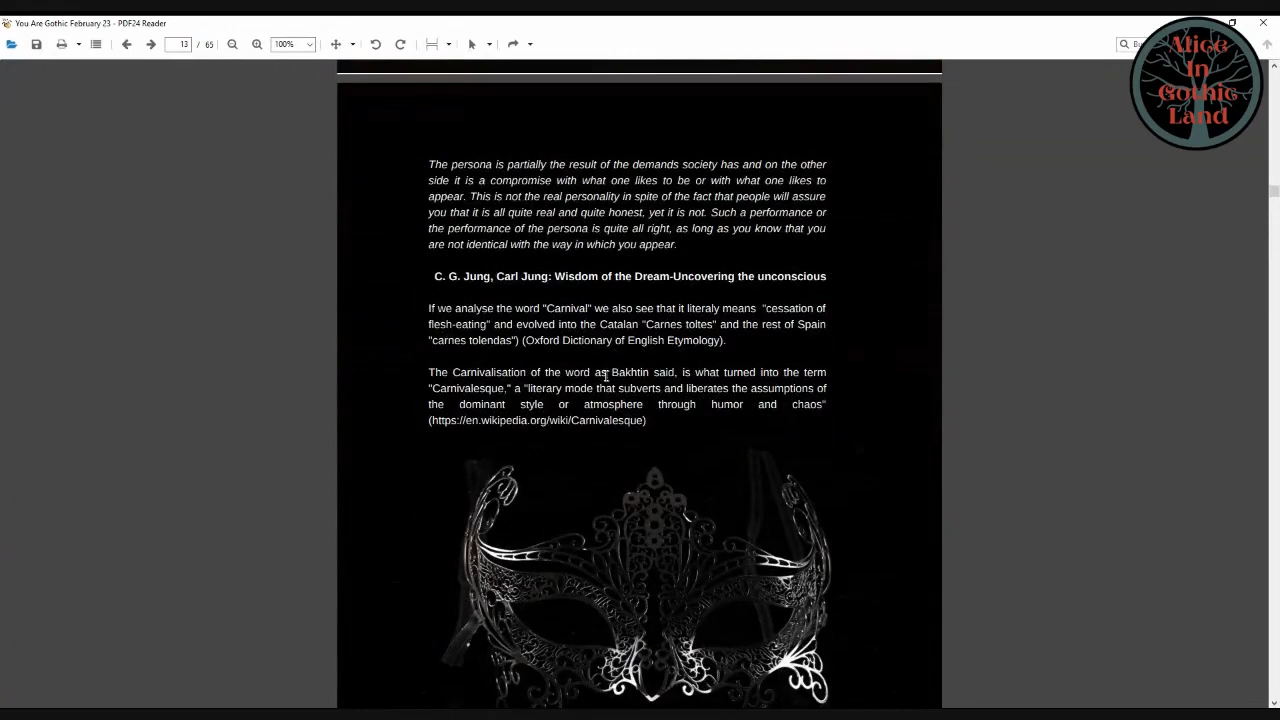 You Are Gothic February 23 - PDF24 Reader
13 / 65
100%
Alice
In
Gothic
Land
The persona is partially the result of the demands society has and on the other
side it is a compromise with what one likes to be or with what one likes to
appear. This is not the real personality in spite of the fact that people will assure
you that it is all quite real and quite honest, yet it is not. Such a performance or
the performance of the persona is quite all right, as long as you know that you
are not identical with the way in which you appear.
C. G. Jung, Carl Jung: Wisdom of the Dream-Uncovering the unconscious
If we analyse the word "Carnival" we also see that it literaly means "cessation of
flesh-eating" and evolved into the Catalan "Carnes toltes" and the rest of Spain
"carnes tolendas") (Oxford Dictionary of English Etymology).
The Carnivalisation of the word as Bakhtin said, is what turned into the term
"Carnivalesque," a "literary mode that subverts and liberates the assumptions of
the dominant style or atmosphere through humor and chaos"
(https://en.wikipedia.org/wiki/Carnivalesque)